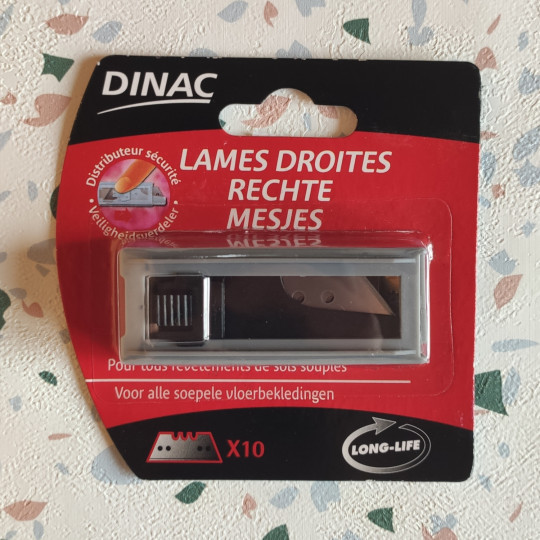 DINAC
Distributeur sécurité
• Veiligheidsverdeler •
LAMES DROITES
RECHTE
MESJES
Pour tous revêtements de sols souples
Voor alle soepele vloerbekledingen
X10
LONG-LIFE